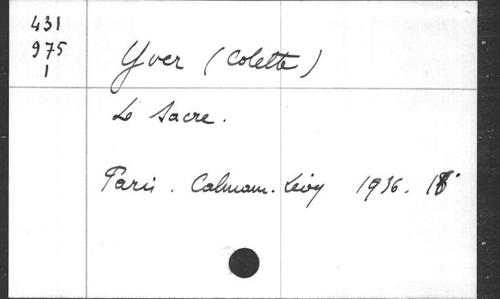 431
975
1
Yver (Colette)
Le Sacre.
Paris. Calmann-Lévy 1936. 18°